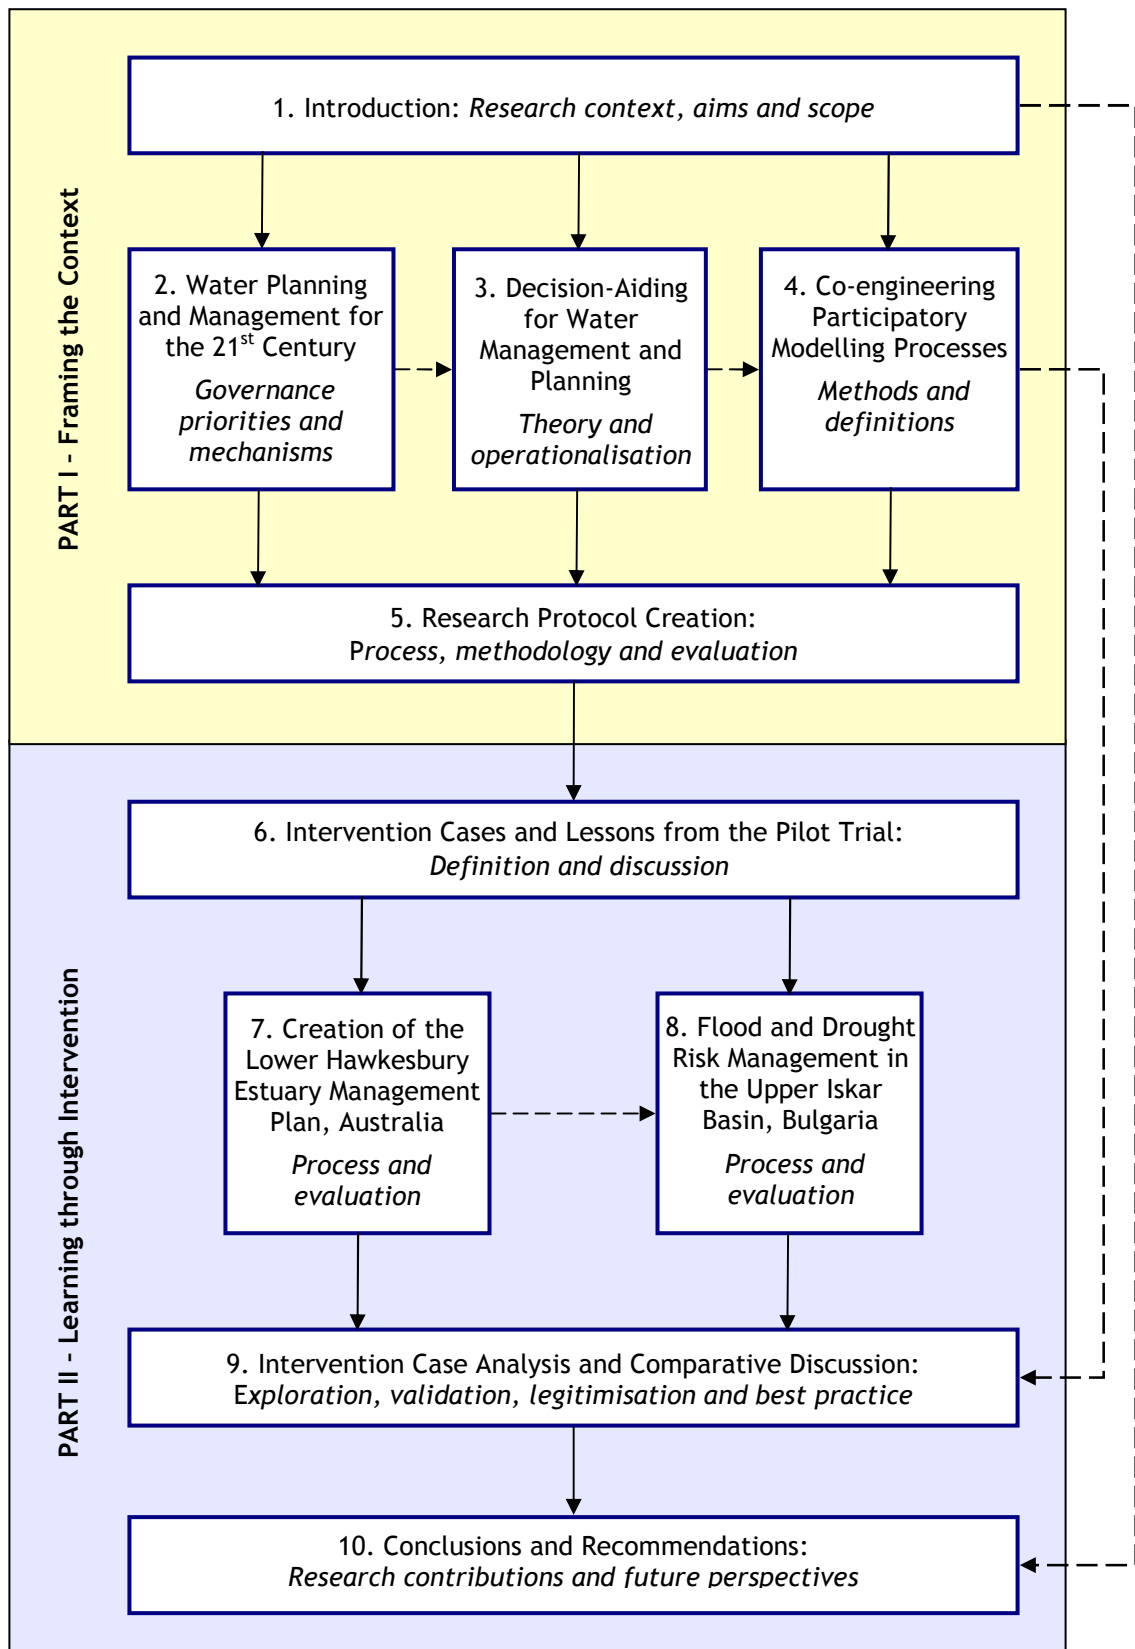 PART I - Framing the Context
1. Introduction: Research context, aims and scope
2. Water Planning
and Management for
the 21st Century
Governance
priorities and
mechanisms
3. Decision-Aiding
for Water
Management and
Planning
Theory and
operationalisation
4. Co-engineering
Participatory
Modelling Processes
Methods and
definitions
5. Research Protocol Creation:
Process, methodology and evaluation
PART II - Learning through Intervention
6. Intervention Cases and Lessons from the Pilot Trial:
Definition and discussion
7. Creation of the
Lower Hawkesbury
Estuary Management
Plan, Australia
Process and
evaluation
8. Flood and Drought
Risk Management in
the Upper Iskar
Basin, Bulgaria
Process and
evaluation
9. Intervention Case Analysis and Comparative Discussion:
Exploration, validation, legitimisation and best practice
10. Conclusions and Recommendations:
Research contributions and future perspectives